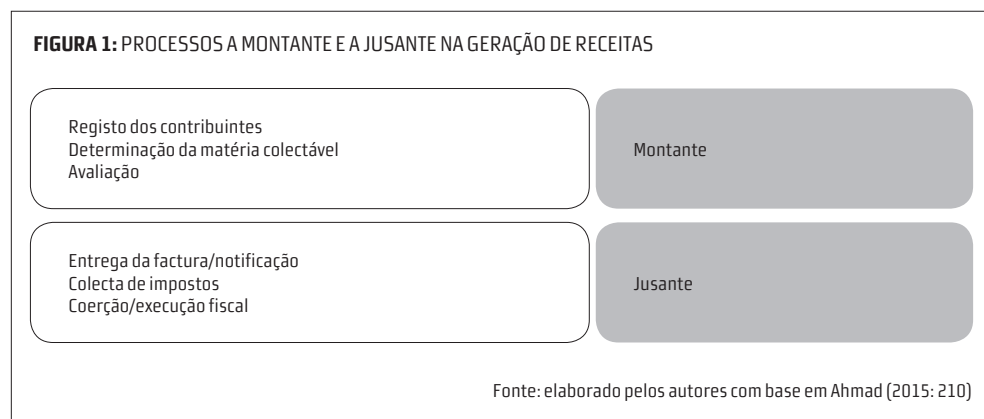 FIGURA 1: PROCESSOS A MONTANTE E A JUSANTE NA GERAÇÃO DE RECEITAS
Registo dos contribuintes
Determinação da matéria colectável
Avaliação
Montante
Entrega da factura/notificação
Colecta de impostos
Coerção/execução fiscal
Jusante
Fonte: elaborado pelos autores com base em Ahmad (2015: 210)